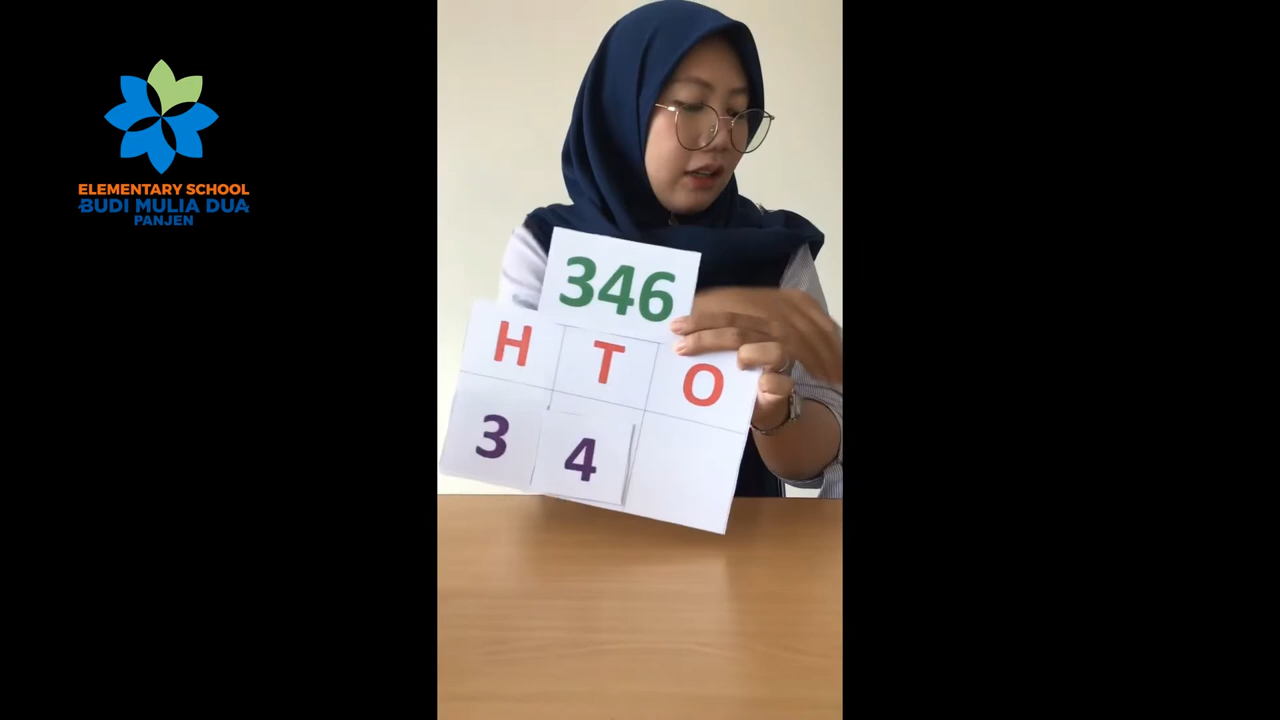 ELEMENTARY SCHOOL
BUDI MULIA DUA
PANJEN
346
H T O
3 4